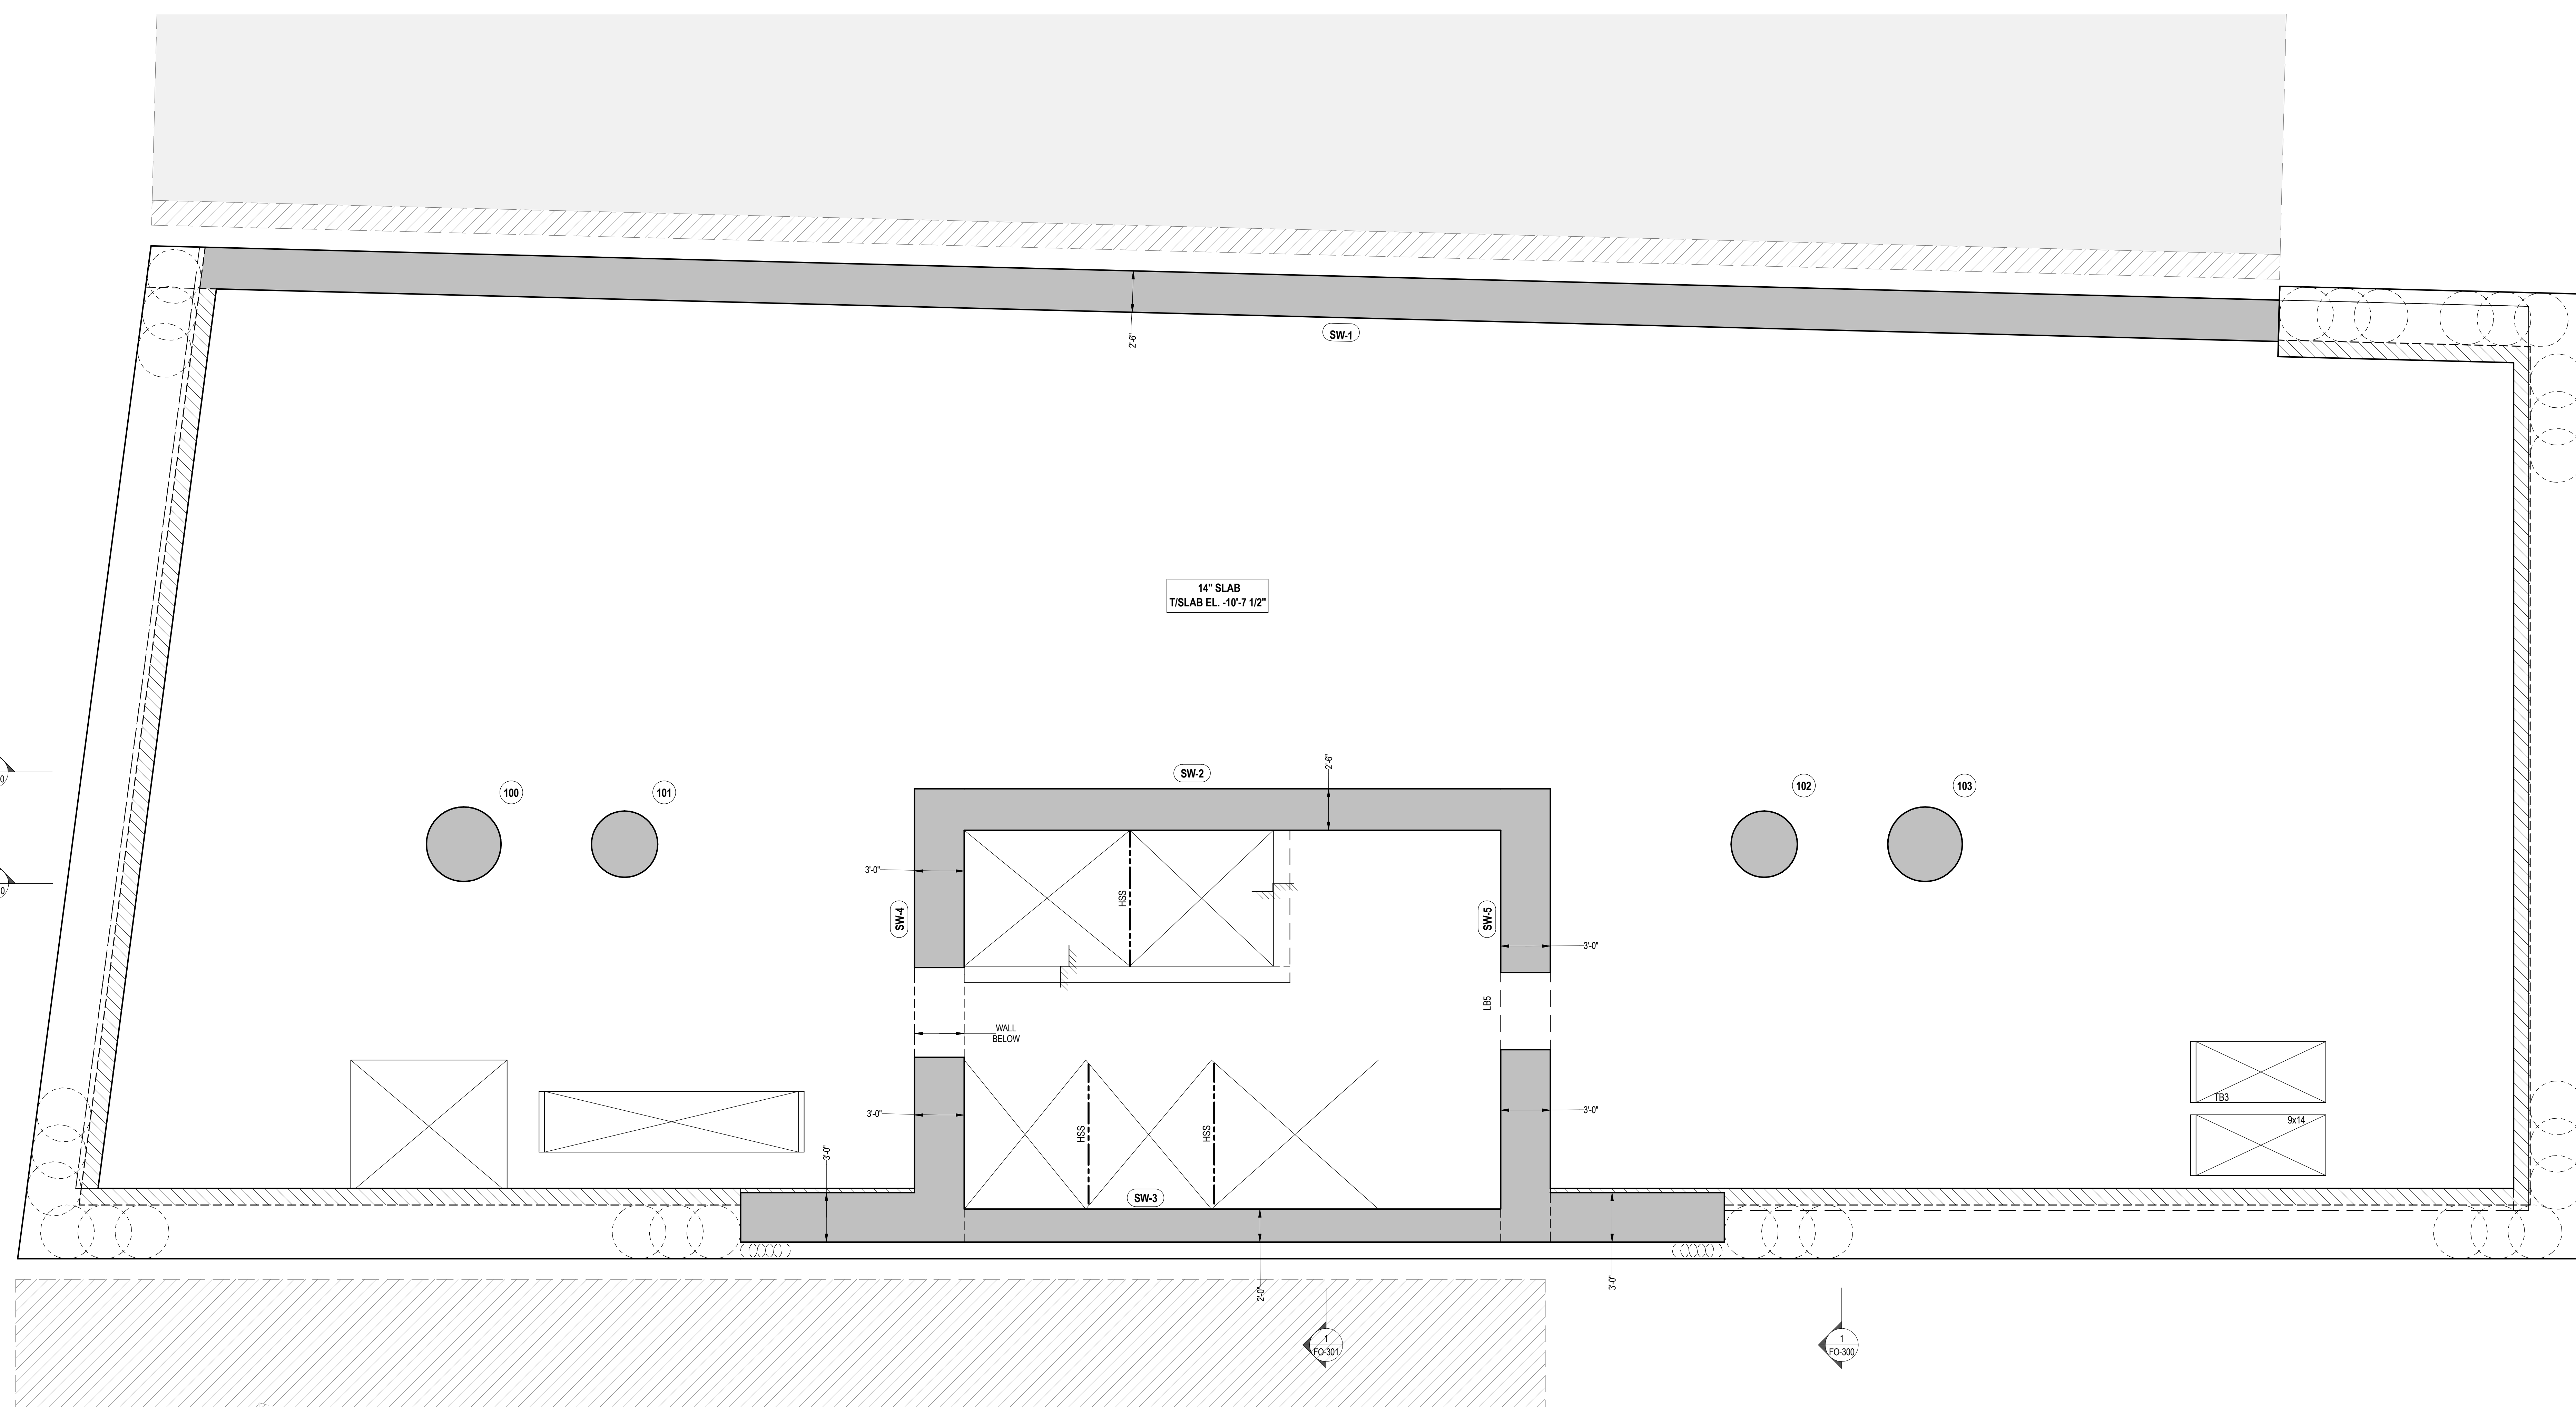 2'-6"
SW-1
14" SLAB
T/SLAB EL. -10'-7 1/2"
2'-6"
SW-2
0
100
101
102
103
3'-0"
HSS
0
SW-4
SW-5
3'-0"
LB5
WALL
BELOW
TB3
3'-0"
3'-0"
9x14
HSS
HSS
3'-0"
SW-3
2'-0"
3'-0"
1
FO-301
1
FO-300